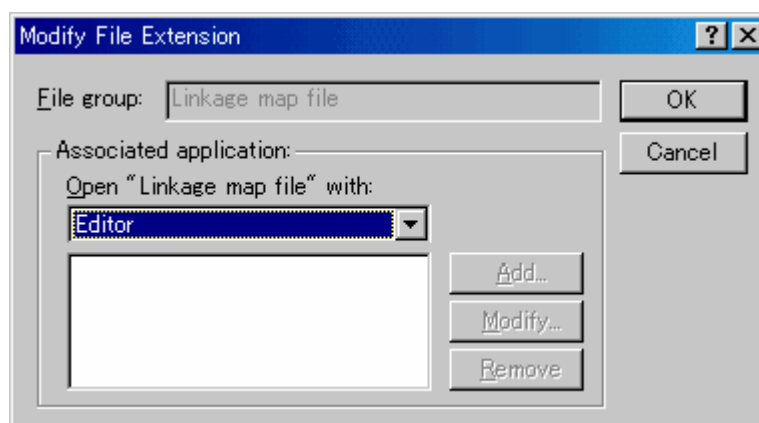 Modify File Extension
File group: Linkage map file
OK
Cancel
Associated application:
Open "Linkage map file" with:
Editor
Add...
Modify...
Remove